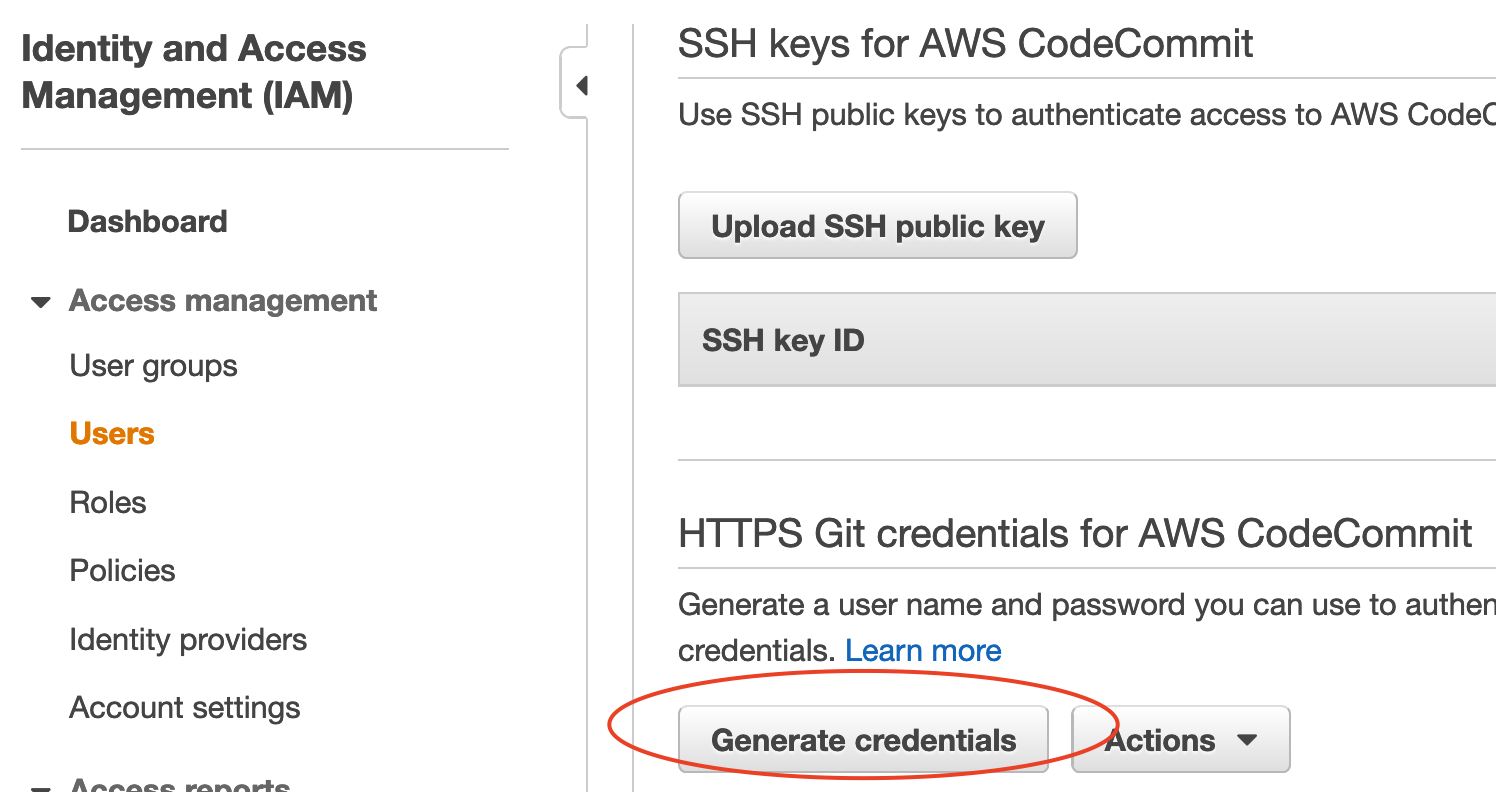 Identity and Access
Management (IAM)
Dashboard
Access management
User groups
Users
Roles
Policies
Identity providers
Account settings
Access reports
SSH keys for AWS CodeCommit
Use SSH public keys to authenticate access to AWS CodeC
Upload SSH public key
SSH key ID
HTTPS Git credentials for AWS CodeCommit
Generate a user name and password you can use to authen
credentials. Learn more
Generate credentials
Actions